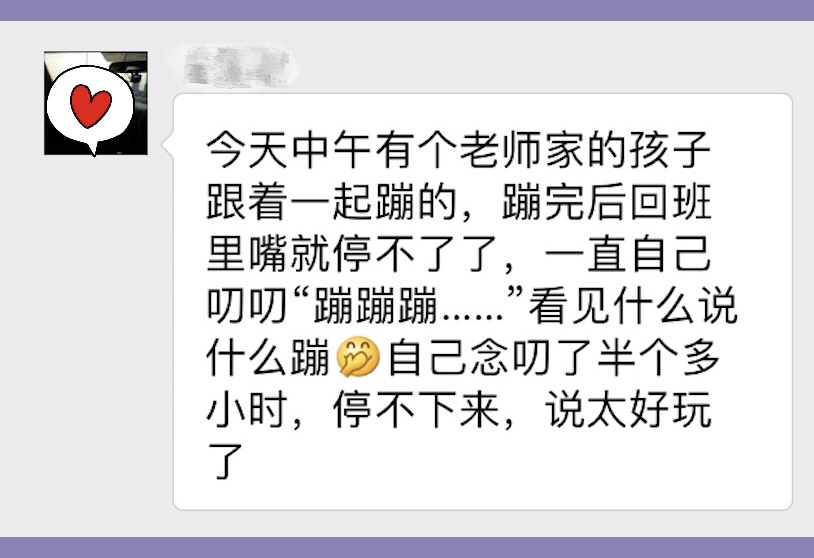 今天中午有个老师家的孩子
跟着一起蹦的，蹦完后回班
里嘴就停不了了，一直自己
叨叨“蹦蹦蹦……”看见什么说
什么蹦🤭自己念叨了半个多
小时，停不下来，说太好玩
了